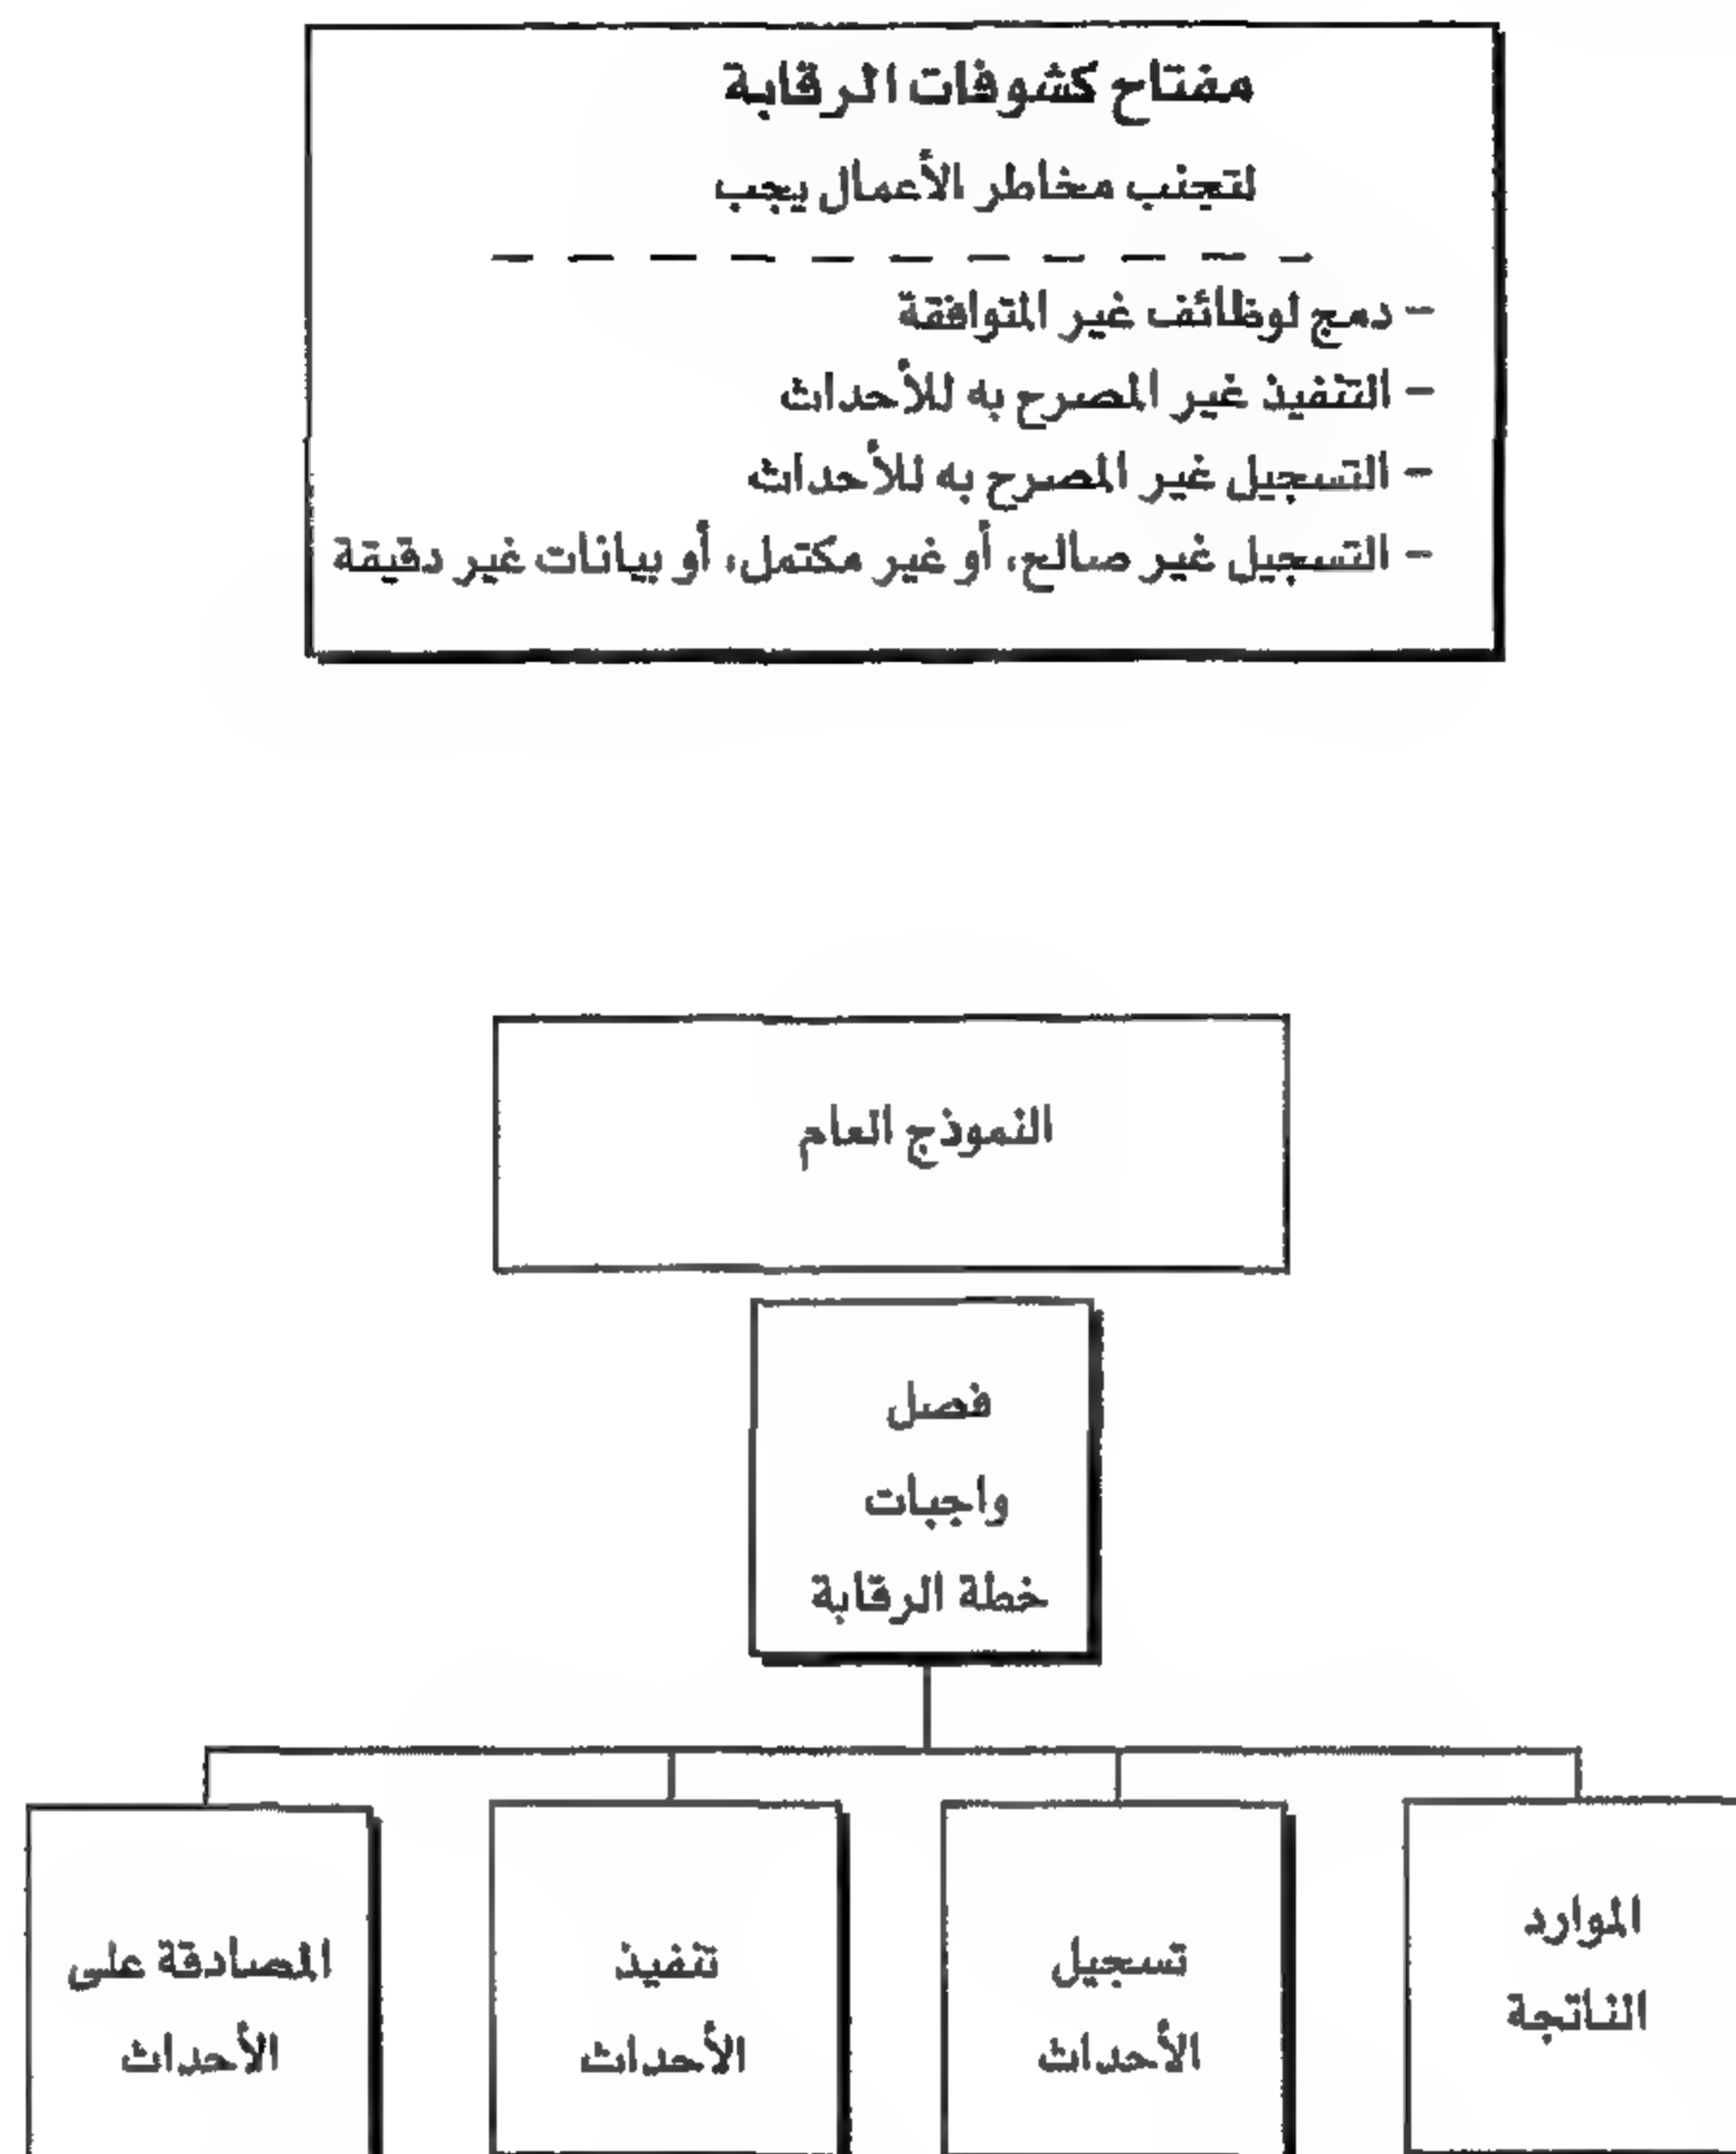 مفتاح كشوفات الرقابة
لتجنب مخاطر الأعمال يجب
– دمج لوظائف غير المتوافقة
– التنفيذ غير المصرح به للأحداث
– التسجيل غير المصرح به للأحداث
– التسجيل غير صالح، أو غير مكتمل، أو بيانات غير دقيقة
النموذج العام
فصل
واجبات
خطة الرقابة
الموارد
الناتجة
تسجيل
الأحداث
تنفيذ
الأحداث
المصادقة على
الأحداث